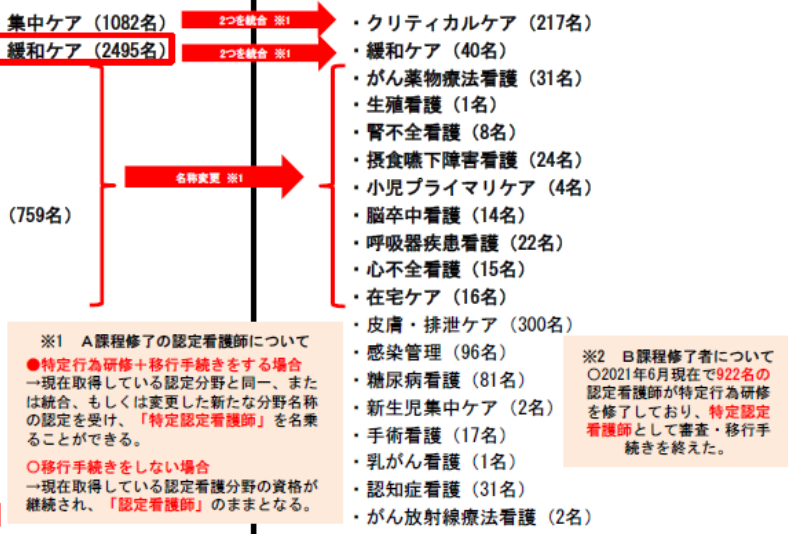 集中ケア（1082名）
2つを統合 ※1
・クリティカルケア（217名）
緩和ケア（2495名）
2つを統合 ※1
・緩和ケア（40名）
・がん薬物療法看護（31名）
・生殖看護（1名）
・腎不全看護（8名）
・摂食嚥下障害看護（24名）
名称変更 ※1
・小児プライマリケア（4名）
（759名）
・脳卒中看護（14名）
・呼吸器疾患看護（22名）
・心不全看護（15名）
・在宅ケア（16名）
・皮膚・排泄ケア（300名）
・感染管理（96名）
・糖尿病看護（81名）
・新生児集中ケア（2名）
・手術看護（17名）
・乳がん看護（1名）
・認知症看護（31名）
・がん放射線療法看護（2名）
※1　A課程修了の認定看護師について
●特定行為研修＋移行手続きをする場合
→現在取得している認定分野と同一、また
は統合、もしくは変更した新たな分野名称
の認定を受け、「特定認定看護師」を名乗
ることができる。
○移行手続きをしない場合
→現在取得している認定看護分野の資格が
継続され、「認定看護師」のままとなる。
※2　B課程修了者について
○2021年6月現在で922名の
認定看護師が特定行為研修
を修了しており、特定認定
看護師として審査・移行手
続きを終えた。